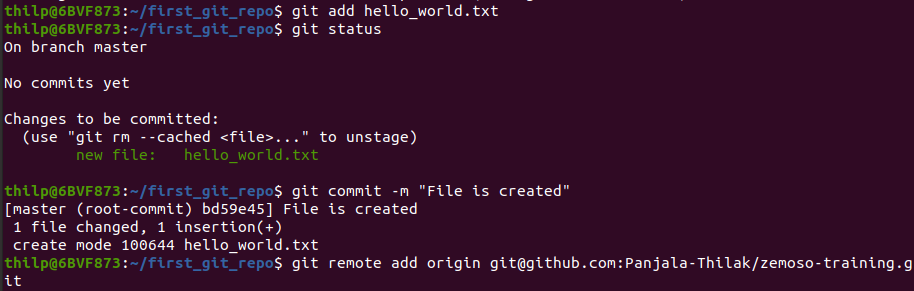 thilp@6BVF873:~/first_git_repo$ git add hello_world.txt
thilp@6BVF873:~/first_git_repo$ git status
On branch master
No commits yet
Changes to be committed:
  (use "git rm --cached <file>..." to unstage)
        new file:   hello_world.txt
thilp@6BVF873:~/first_git_repo$ git commit -m "File is created"
[master (root-commit) bd59e45] File is created
 1 file changed, 1 insertion(+)
 create mode 100644 hello_world.txt
thilp@6BVF873:~/first_git_repo$ git remote add origin git@github.com:Panjala-Thilak/zemoso-training.g
it